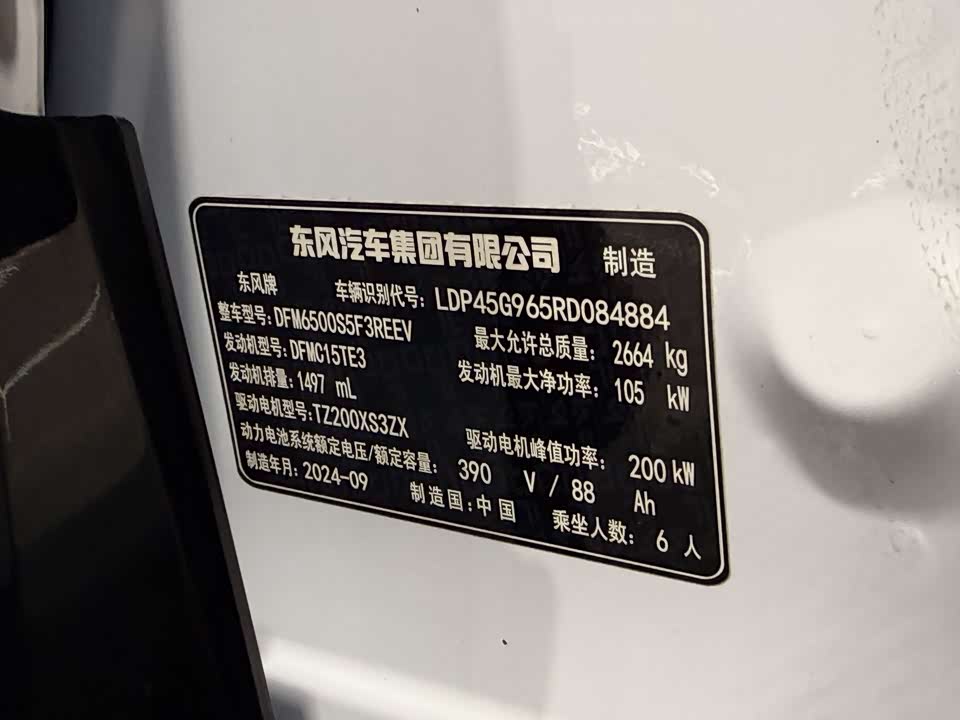 东风汽车集团有限公司 制造
东风牌 车辆识别代号: LDP45G965RD084884
整车型号: DFM6500S5F3REEV 最大允许总质量: 2664 kg
发动机型号: DFMC15TE3 发动机最大净功率: 105 kW
发动机排量: 1497 mL
驱动电机型号: TZ200XS3ZX 驱动电机峰值功率: 200 kW
动力电池系统额定电压/额定容量: 390 V / 88 Ah
制造年月: 2024-09 制造国: 中国 乘坐人数: 6 人